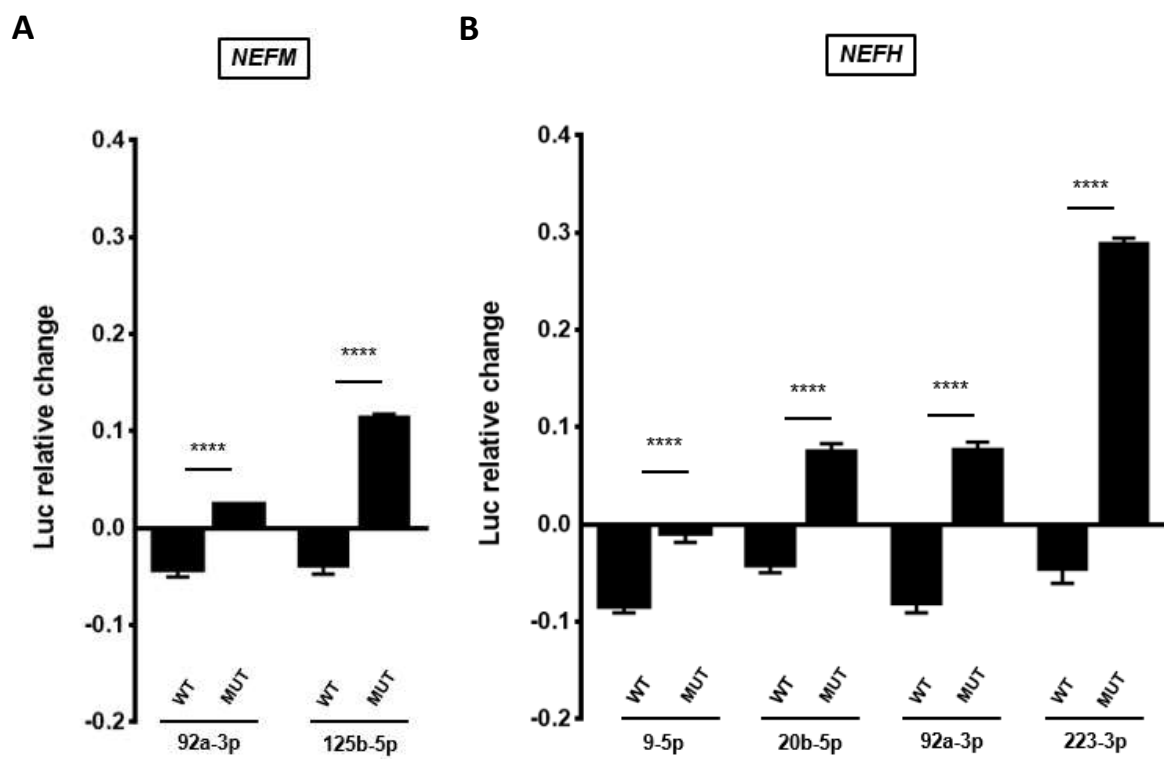 A
NEFM
Luc relative change
0.4
0.3
0.2
0.1
0.0
-0.1
-0.2
****
****
WT MUT WT MUT
92a-3p 125b-5p
B
NEFH
Luc relative change
0.4
0.3
0.2
0.1
0.0
-0.1
-0.2
****
****
****
****
WT MUT WT MUT WT MUT WT MUT
9-5p 20b-5p 92a-3p 223-3p